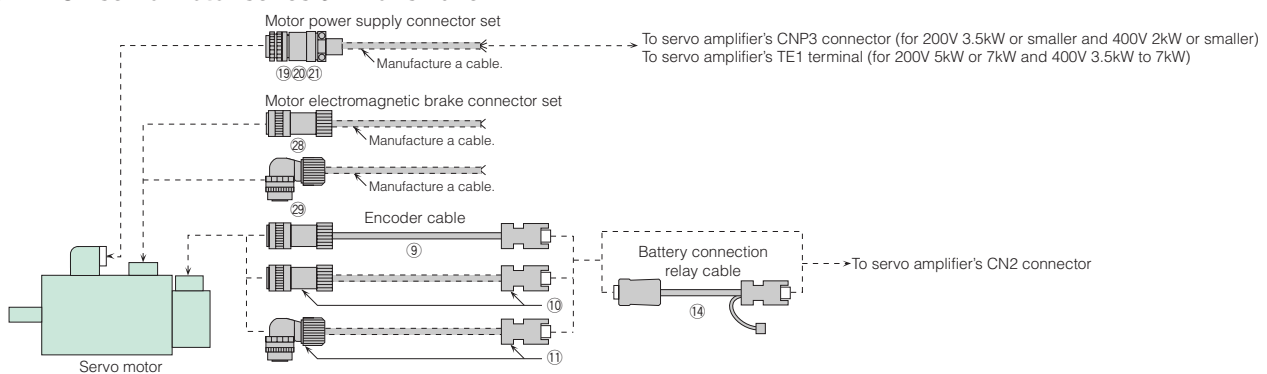 Motor power supply connector set
Manufacture a cable.
⑲⑳㉑
To servo amplifier's CNP3 connector (for 200V 3.5kW or smaller and 400V 2kW or smaller)
To servo amplifier's TE1 terminal (for 200V 5kW or 7kW and 400V 3.5kW to 7kW)
Motor electromagnetic brake connector set
Manufacture a cable.
㉘
Manufacture a cable.
㉙
Encoder cable
⑨
⑩
⑪
Battery connection
relay cable
⑭
To servo amplifier's CN2 connector
Servo motor